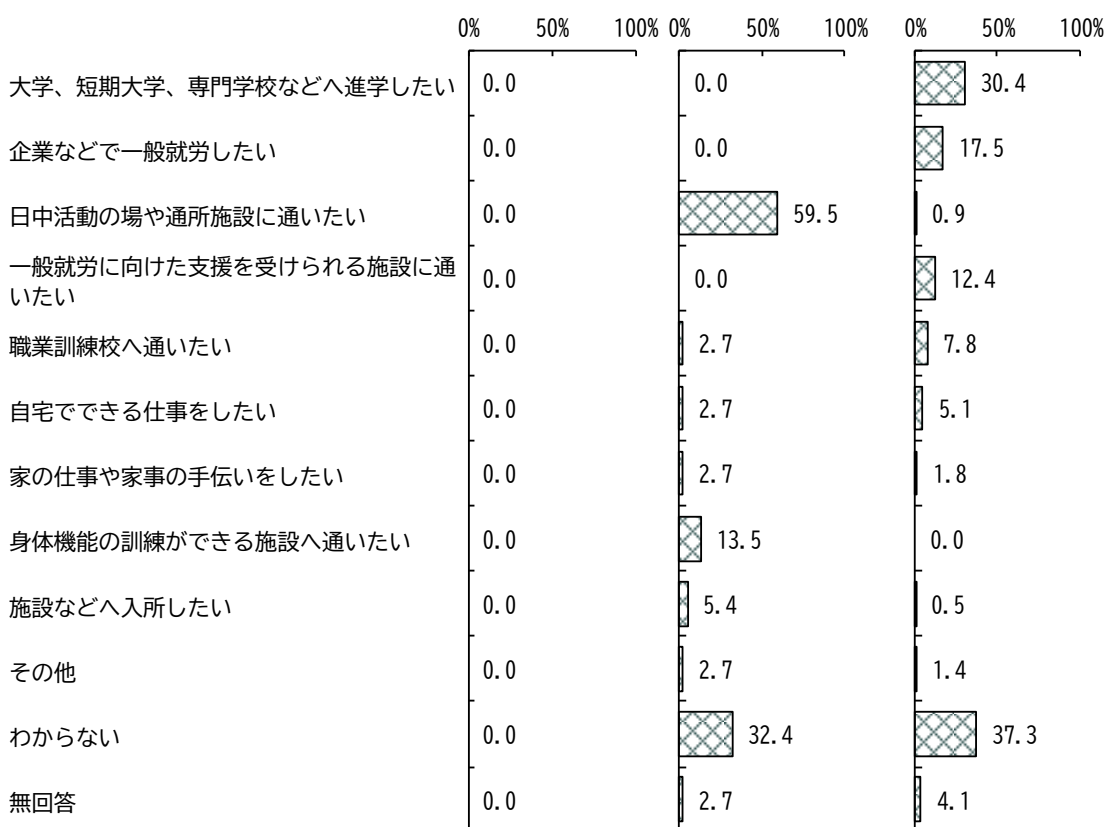 0% 50% 100% 0% 50% 100% 0% 50% 100%
大学、短期大学、専門学校などへ進学したい 0.0 0.0 30.4
企業などで一般就労したい 0.0 0.0 17.5
日中活動の場や通所施設に通いたい 0.0 59.5 0.9
一般就労に向けた支援を受けられる施設に通
いたい 0.0 0.0 12.4
職業訓練校へ通いたい 0.0 2.7 7.8
自宅でできる仕事をしたい 0.0 2.7 5.1
家の仕事や家事の手伝いをしたい 0.0 2.7 1.8
身体機能の訓練ができる施設へ通いたい 0.0 13.5 0.0
施設などへ入所したい 0.0 5.4 0.5
その他 0.0 2.7 1.4
わからない 0.0 32.4 37.3
無回答 0.0 2.7 4.1